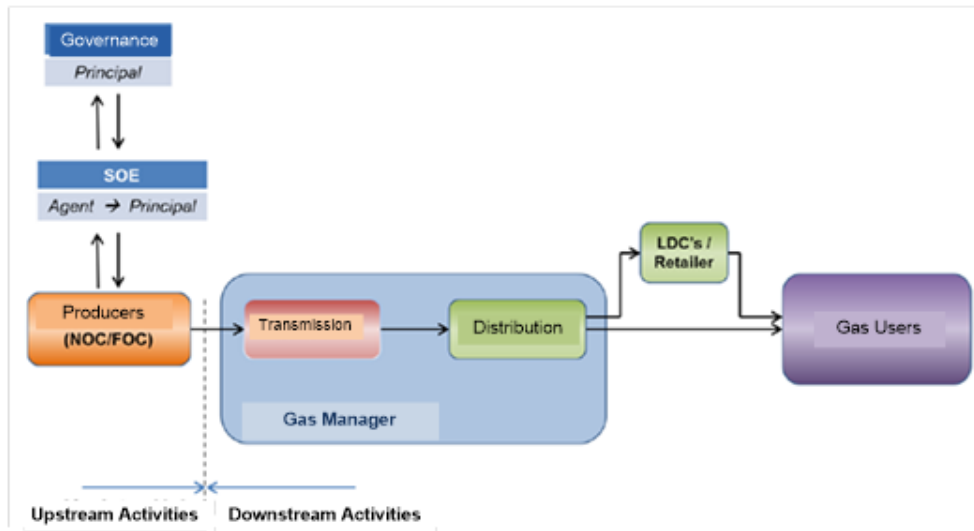 Governance
Principal
SOE
Agent → Principal
Producers
(NOC/FOC)
Transmission
Distribution
LDC's /
Retailer
Gas Users
Gas Manager
Upstream Activities
Downstream Activities